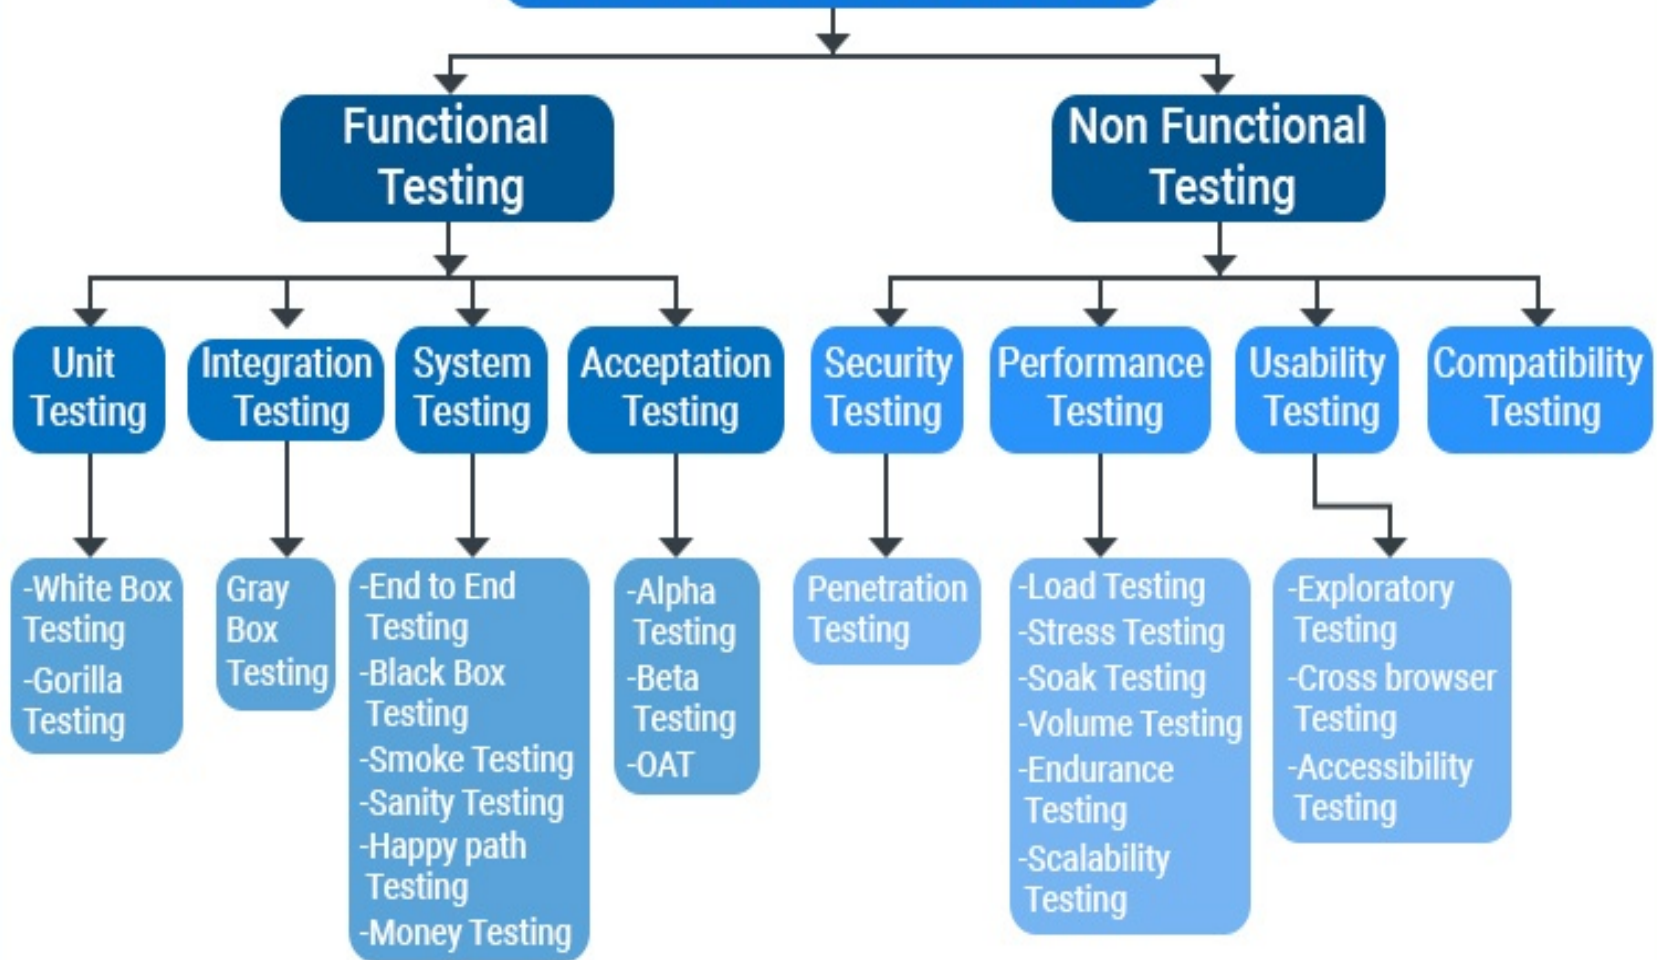 Functional
Testing
Non Functional
Testing
Unit
Testing
Integration
Testing
System
Testing
Acceptation
Testing
Security
Testing
Performance
Testing
Usability
Testing
Compatibility
Testing
-White Box
Testing
-Gorilla
Testing
Gray
Box
Testing
-End to End
Testing
-Black Box
Testing
-Smoke Testing
-Sanity Testing
-Happy path
Testing
-Money Testing
-Alpha
Testing
-Beta
Testing
-OAT
Penetration
Testing
-Load Testing
-Stress Testing
-Soak Testing
-Volume Testing
-Endurance
Testing
-Scalability
Testing
-Exploratory
Testing
-Cross browser
Testing
-Accessibility
Testing